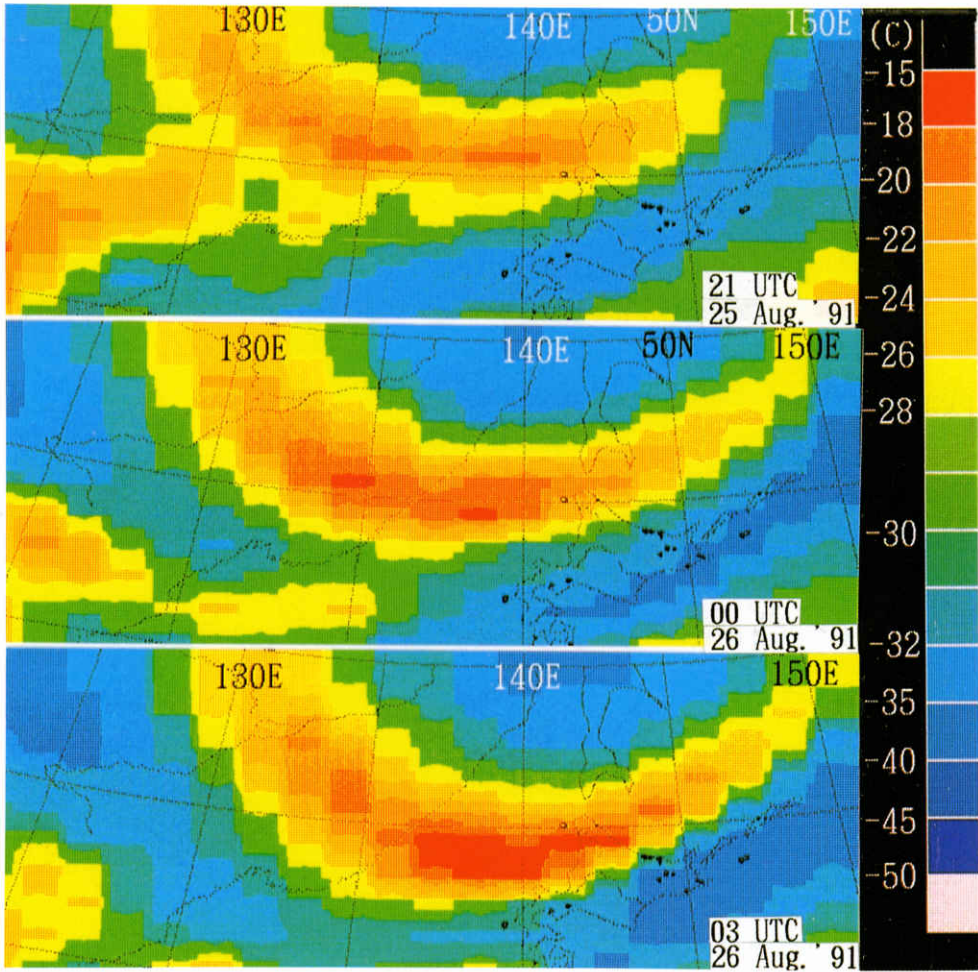 130E 140E 50N 150E
21 UTC
25 Aug. '91
130E 140E 50N 150E
00 UTC
26 Aug. '91
130E 140E 150E
03 UTC
26 Aug. '91
(C)
-15
-18
-20
-22
-24
-26
-28
-30
-32
-35
-40
-45
-50